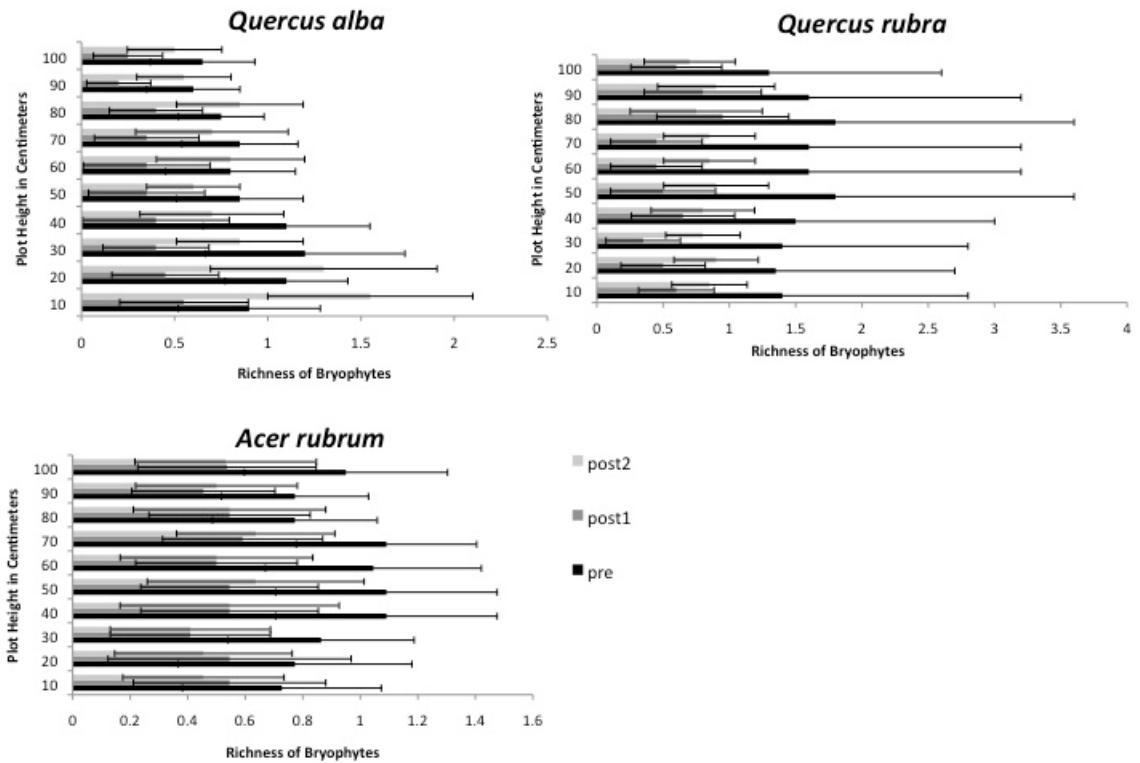 Quercus alba
Plot Height in Centimeters
100
90
80
70
60
50
40
30
20
10
0 0.5 1 1.5 2 2.5
Richness of Bryophytes
Quercus rubra
Plot Height in Centimeters
100
90
80
70
60
50
40
30
20
10
0 0.5 1 1.5 2 2.5 3 3.5 4
Richness of Bryophytes
Acer rubrum
Plot Height in Centimeters
100
90
80
70
60
50
40
30
20
10
0 0.2 0.4 0.6 0.8 1 1.2 1.4 1.6
Richness of Bryophytes
post2
post1
pre